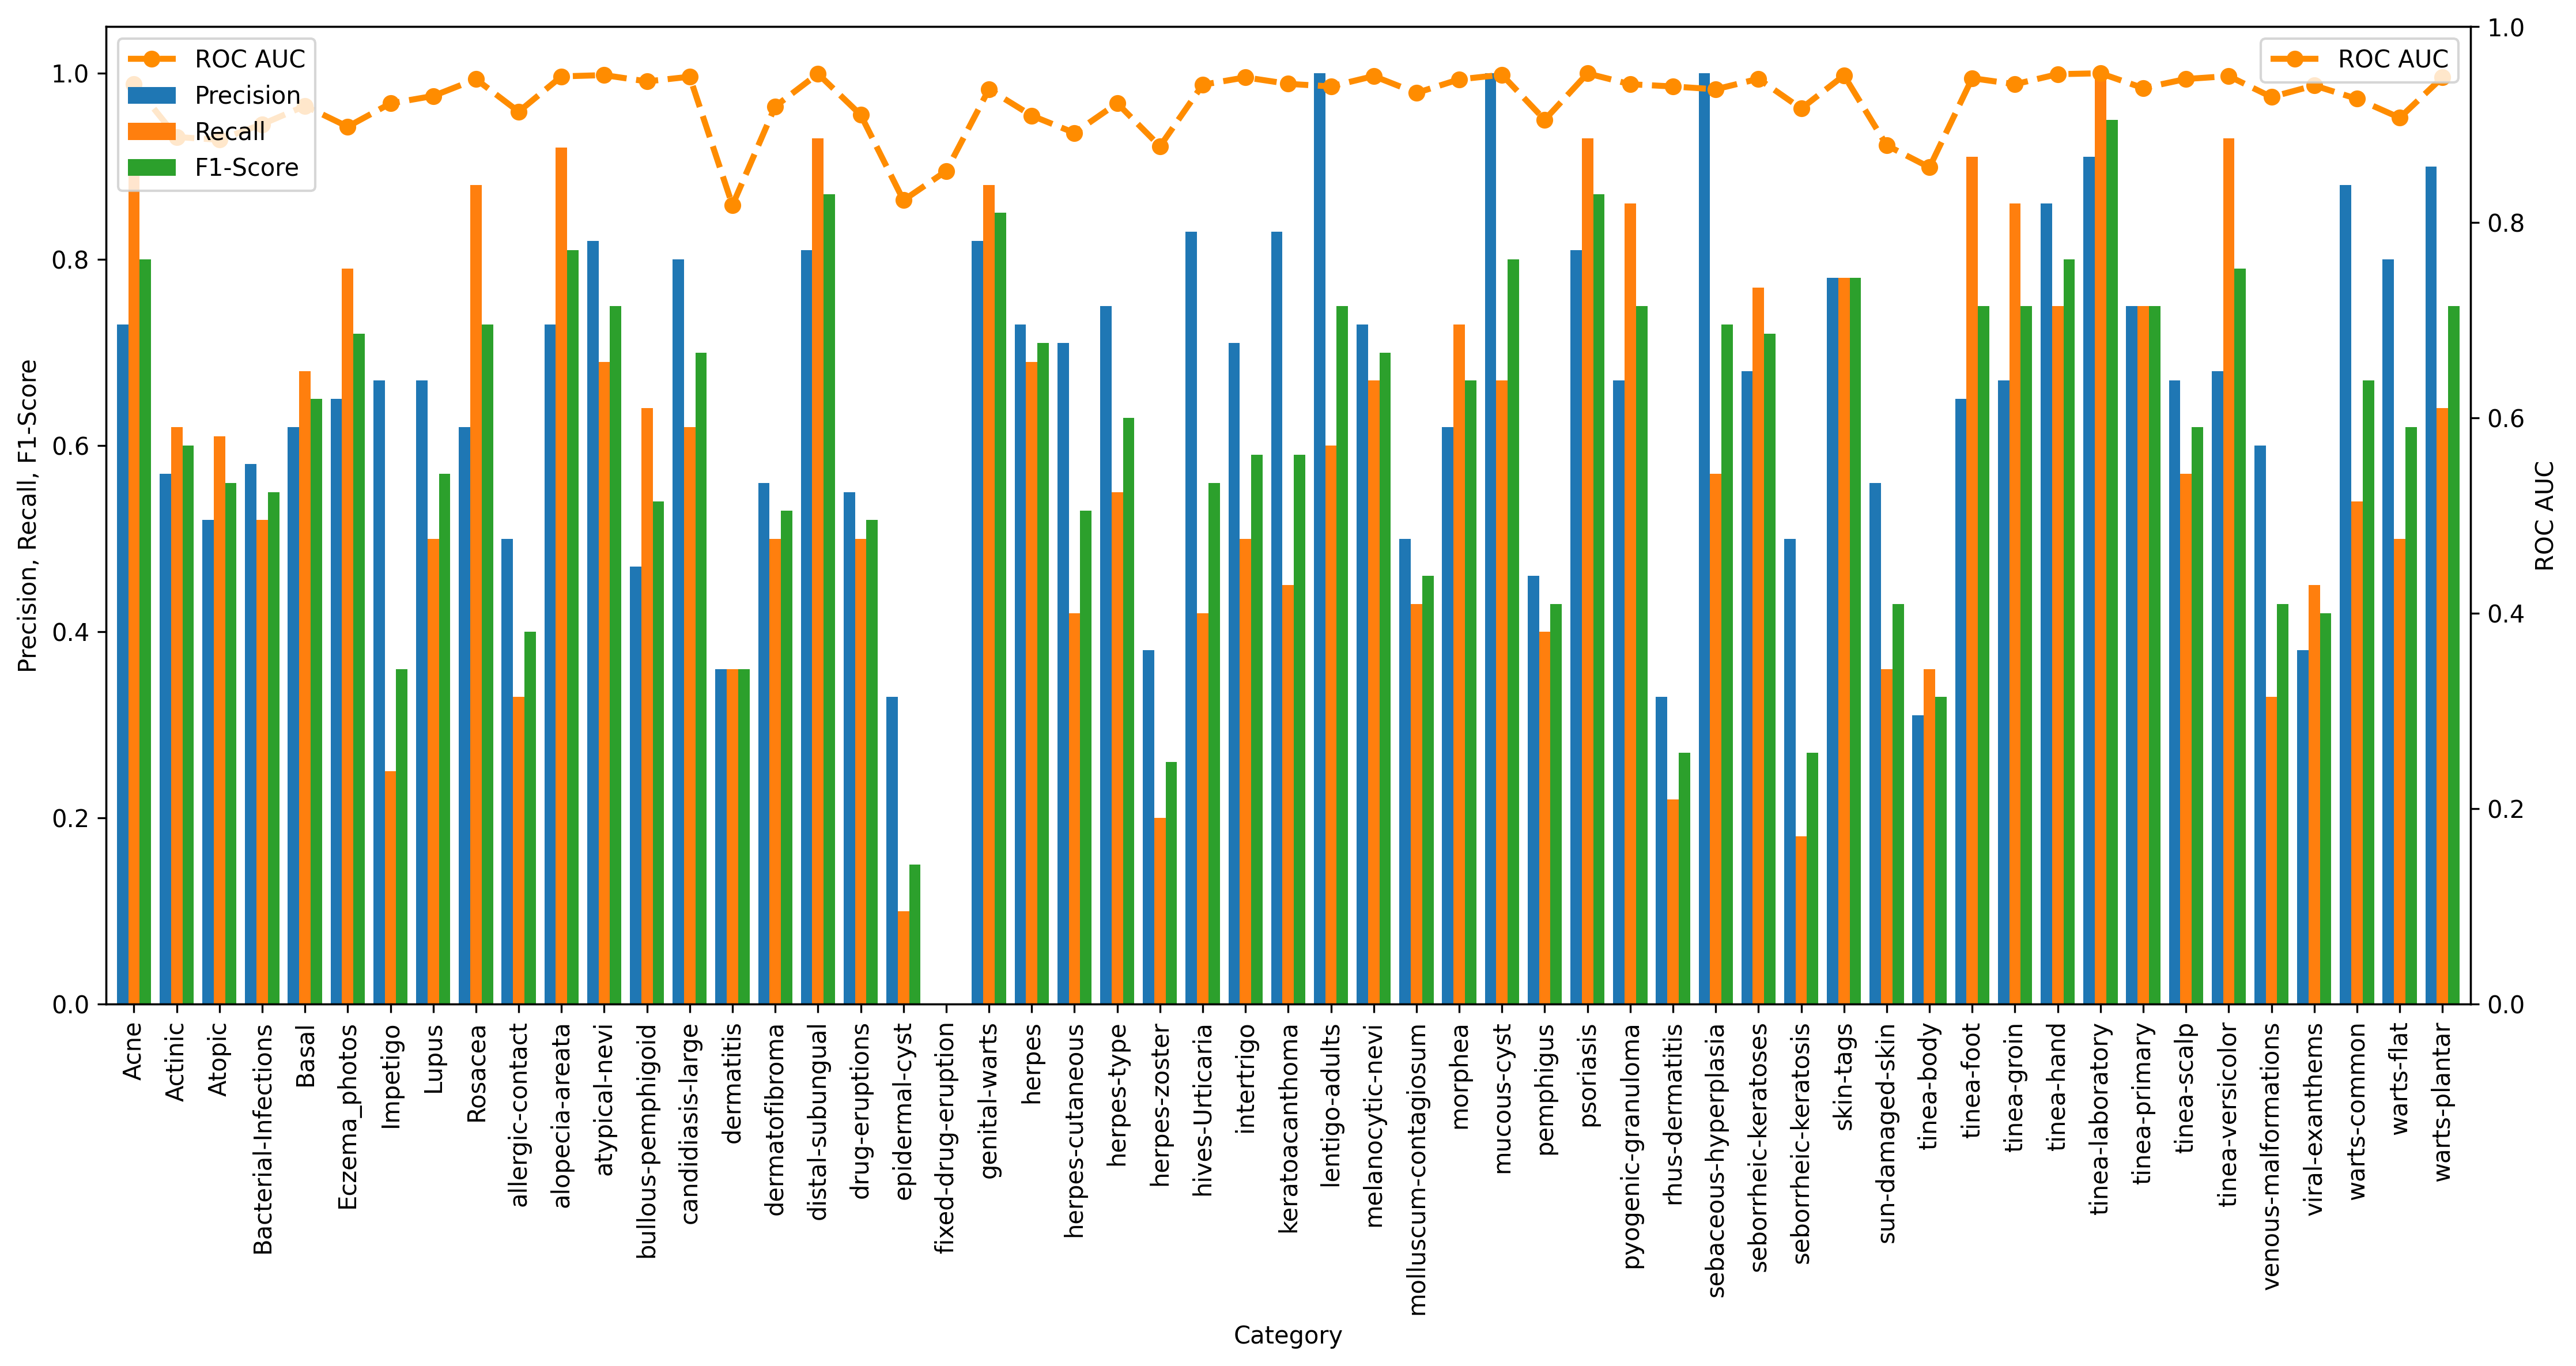 ROC AUC
Precision
Recall
F1-Score
ROC AUC
1.0
0.8
0.6
0.4
0.2
0.0
Precision, Recall, F1-Score
1.0
0.8
0.6
0.4
0.2
0.0
ROC AUC
Acne
Actinic
Atopic
Bacterial-Infections
Basal
Eczema_photos
Impetigo
Lupus
Rosacea
allergic-contact
alopecia-areata
atypical-nevi
bullous-pemphigoid
candidiasis-large
dermatitis
dermatofibroma
distal-subungual
drug-eruptions
epidermal-cyst
fixed-drug-eruption
genital-warts
herpes
herpes-cutaneous
herpes-type
herpes-zoster
hives-Urticaria
intertrigo
keratoacanthoma
lentigo-adults
melanocytic-nevi
molluscum-contagiosum
morphea
mucous-cyst
pemphigus
psoriasis
pyogenic-granuloma
rhus-dermatitis
sebaceous-hyperplasia
seborrheic-keratoses
seborrheic-keratosis
skin-tags
sun-damaged-skin
tinea-body
tinea-foot
tinea-groin
tinea-hand
tinea-laboratory
tinea-primary
tinea-scalp
tinea-versicolor
venous-malformations
viral-exanthems
warts-common
warts-flat
warts-plantar
Category